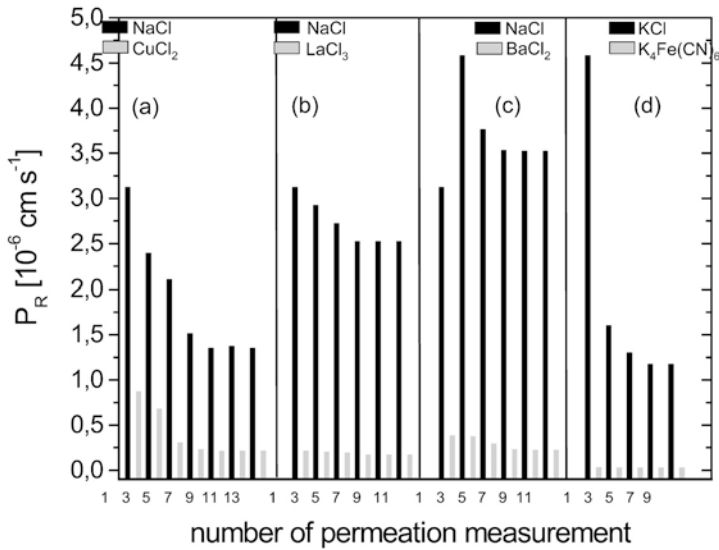 NaCl
CuCl₂
NaCl
LaCl₃
NaCl
BaCl₂
KCl
K₄Fe(CN)₆
(a)
(b)
(c)
(d)
5,0
4,5
4,0
3,5
3,0
2,5
2,0
1,5
1,0
0,5
0,0
P_R [10⁻⁶ cm s⁻¹]
1 3 5 7 9 11 13 1 3 5 7 9 11 1 3 5 7 9 11 1 3 5 7 9
number of permeation measurement